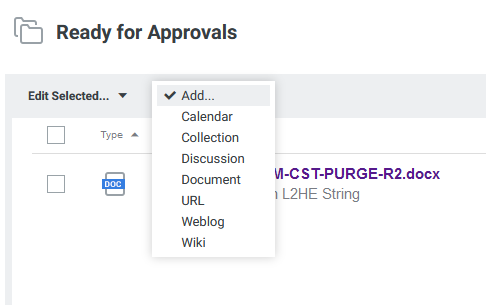 Ready for Approvals
Edit Selected...
Add...
Calendar
Collection
Discussion
Document
URL
Weblog
Wiki
Type
DOC
M-CST-PURGE-R2.docx
L2HE String